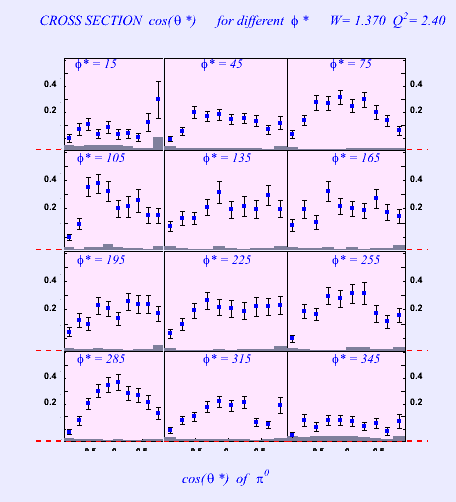 CROSS SECTION cos(θ *) for different ϕ * W= 1.370 Q²= 2.40
ϕ* = 15 ϕ* = 45 ϕ* = 75
0.4
0.2
ϕ* = 105 ϕ* = 135 ϕ* = 165
0.4
0.2
ϕ* = 195 ϕ* = 225 ϕ* = 255
0.4
0.2
ϕ* = 285 ϕ* = 315 ϕ* = 345
0.4
0.2
cos(θ *) of π⁰